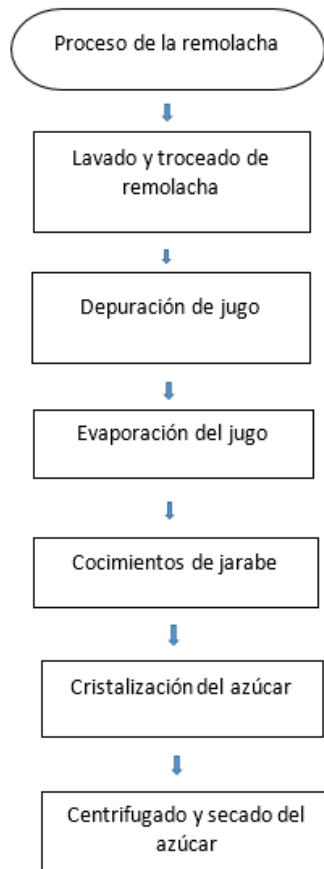 Proceso de la remolacha
Lavado y troceado de
remolacha
Depuración de jugo
Evaporación del jugo
Cocimientos de jarabe
Cristalización del azúcar
Centrifugado y secado del
azúcar